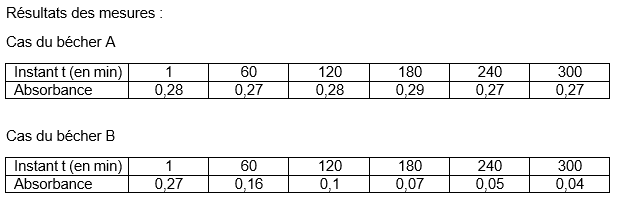 Résultats des mesures :
Cas du bécher A
Instant t (en min) 1 60 120 180 240 300
Absorbance 0,28 0,27 0,28 0,29 0,27 0,27
Cas du bécher B
Instant t (en min) 1 60 120 180 240 300
Absorbance 0,27 0,16 0,1 0,07 0,05 0,04